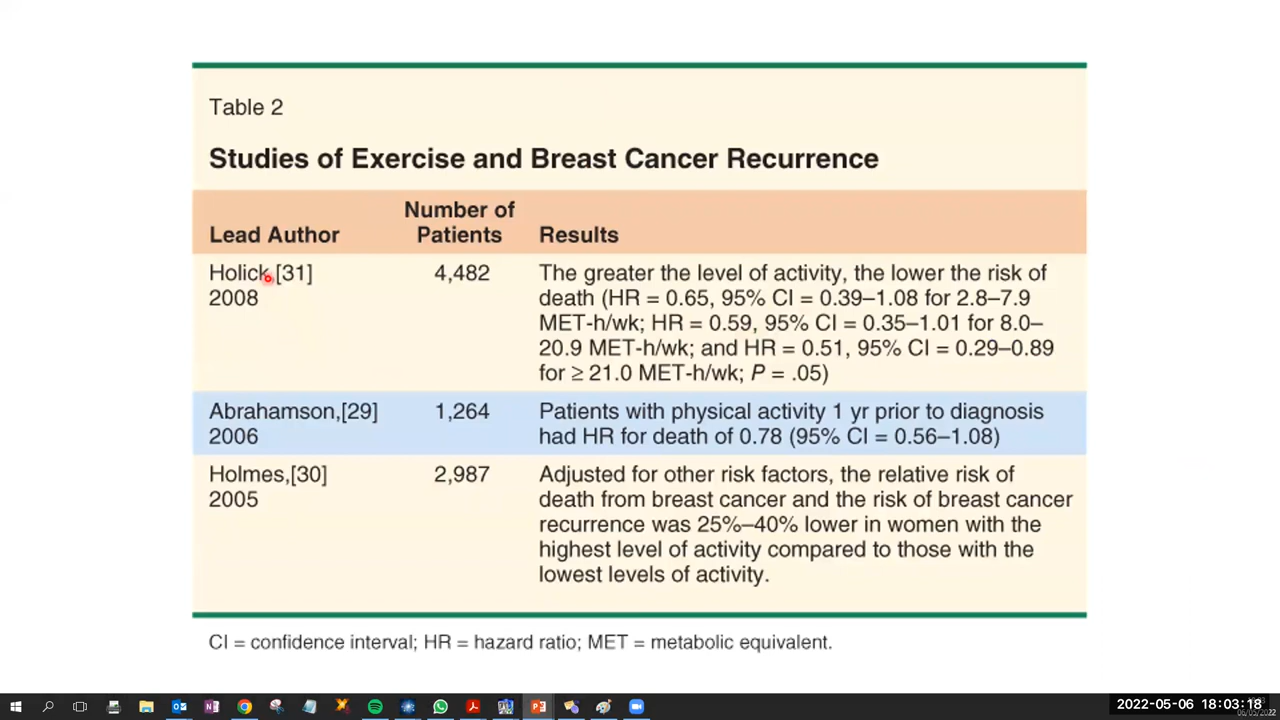 Table 2
Studies of Exercise and Breast Cancer Recurrence
Lead Author
Number of
Patients
Results
Holick,[31]
2008
4,482
The greater the level of activity, the lower the risk of
death (HR = 0.65, 95% CI = 0.39–1.08 for 2.8–7.9
MET-h/wk; HR = 0.59, 95% CI = 0.35–1.01 for 8.0–
20.9 MET-h/wk; and HR = 0.51, 95% CI = 0.29–0.89
for ≥ 21.0 MET-h/wk; P = .05)
Abrahamson,[29]
2006
1,264
Patients with physical activity 1 yr prior to diagnosis
had HR for death of 0.78 (95% CI = 0.56–1.08)
Holmes,[30]
2005
2,987
Adjusted for other risk factors, the relative risk of
death from breast cancer and the risk of breast cancer
recurrence was 25%–40% lower in women with the
highest level of activity compared to those with the
lowest levels of activity.
CI = confidence interval; HR = hazard ratio; MET = metabolic equivalent.
2022-05-06 18:03:18